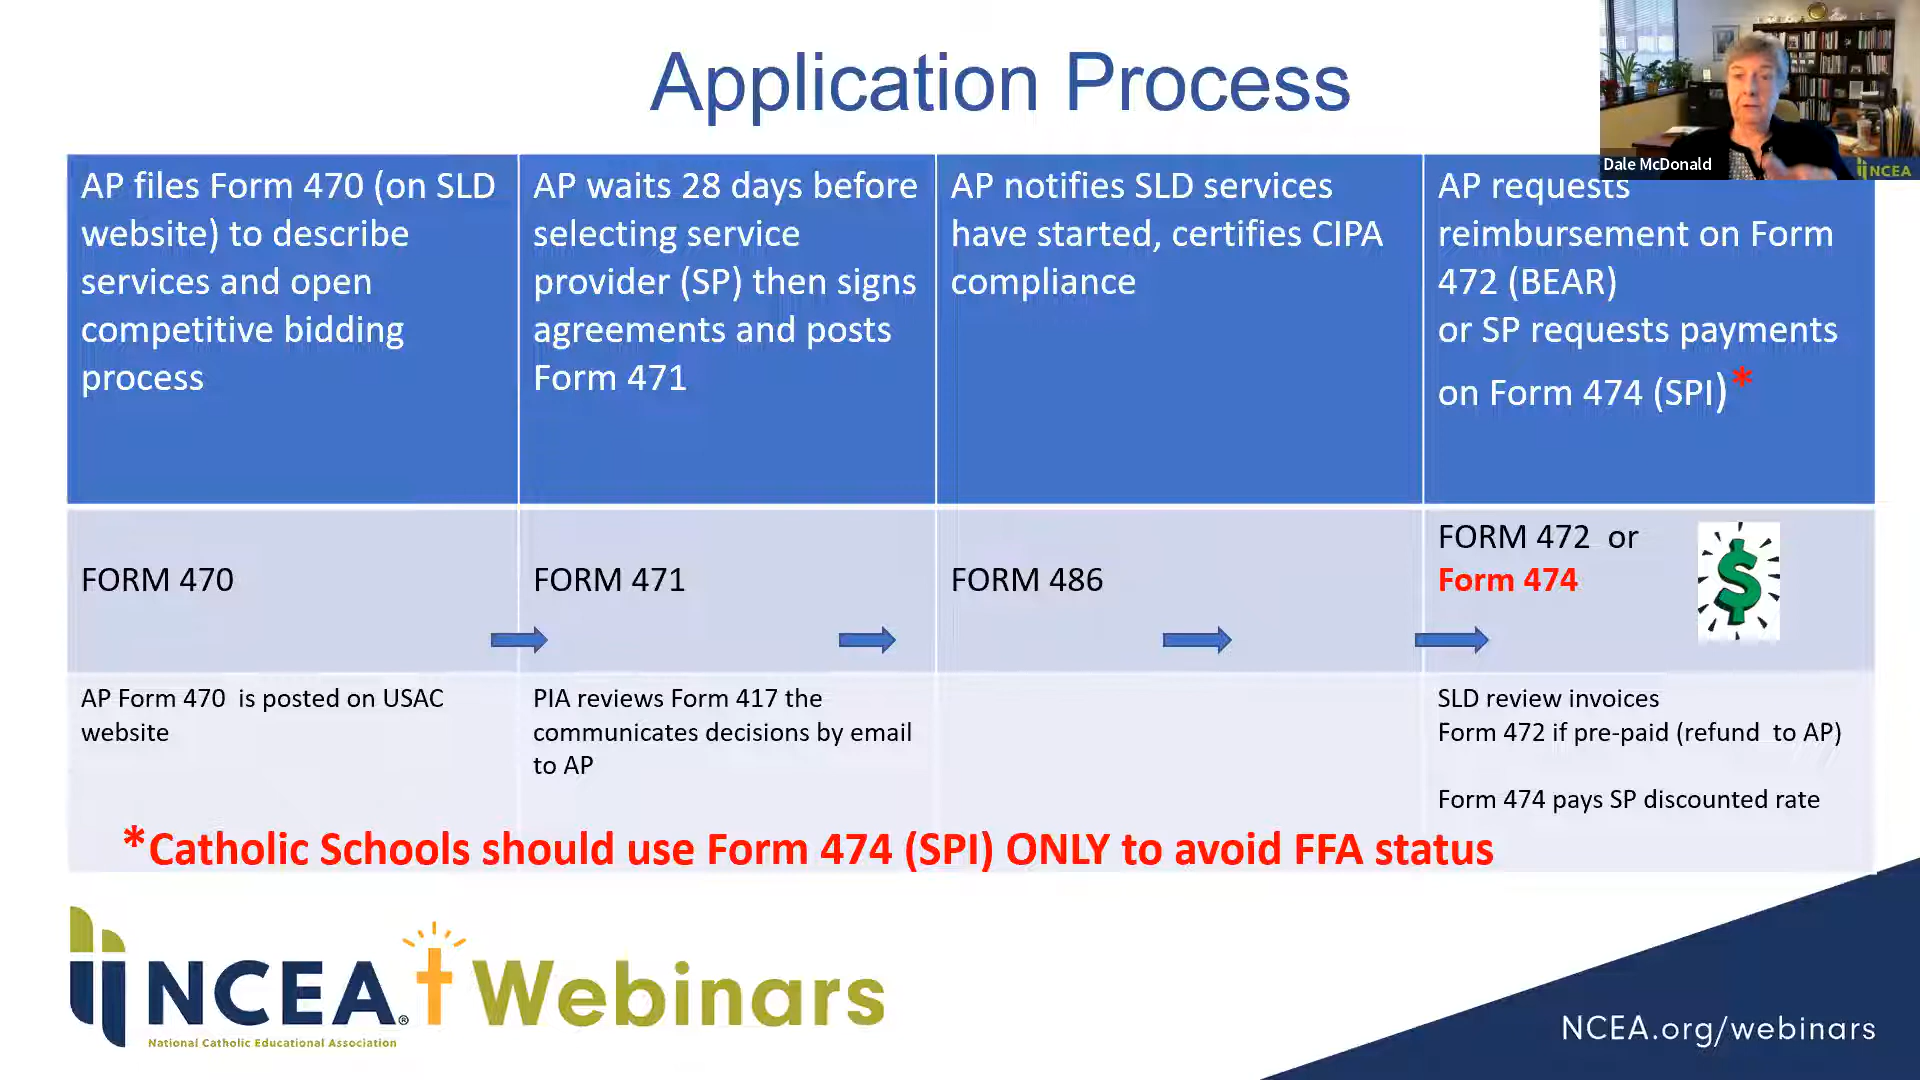 Application Process
Dale McDonald
NCEA
AP files Form 470 (on SLD
website) to describe
services and open
competitive bidding
process
AP waits 28 days before
selecting service
provider (SP) then signs
agreements and posts
Form 471
AP notifies SLD services
have started, certifies CIPA
compliance
AP requests
reimbursement on Form
472 (BEAR)
or SP requests payments
on Form 474 (SPI)*
FORM 470
FORM 471
FORM 486
FORM 472 or
Form 474
$
AP Form 470 is posted on USAC
website
PIA reviews Form 417 the
communicates decisions by email
to AP
SLD review invoices
Form 472 if pre-paid (refund to AP)
Form 474 pays SP discounted rate
*Catholic Schools should use Form 474 (SPI) ONLY to avoid FFA status
NCEA® Webinars
National Catholic Educational Association
NCEA.org/webinars